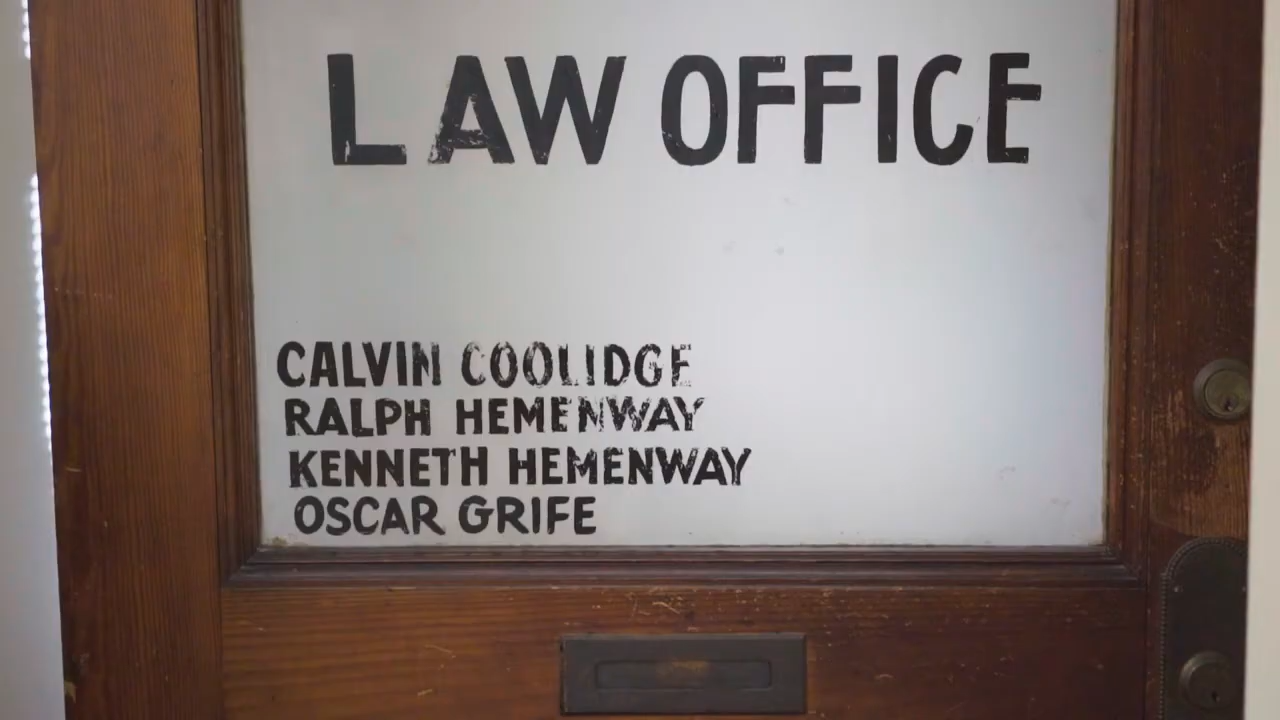 LAW OFFICE
CALVIN COOLIDGE
RALPH HEMENWAY
KENNETH HEMENWAY
OSCAR GRIFE